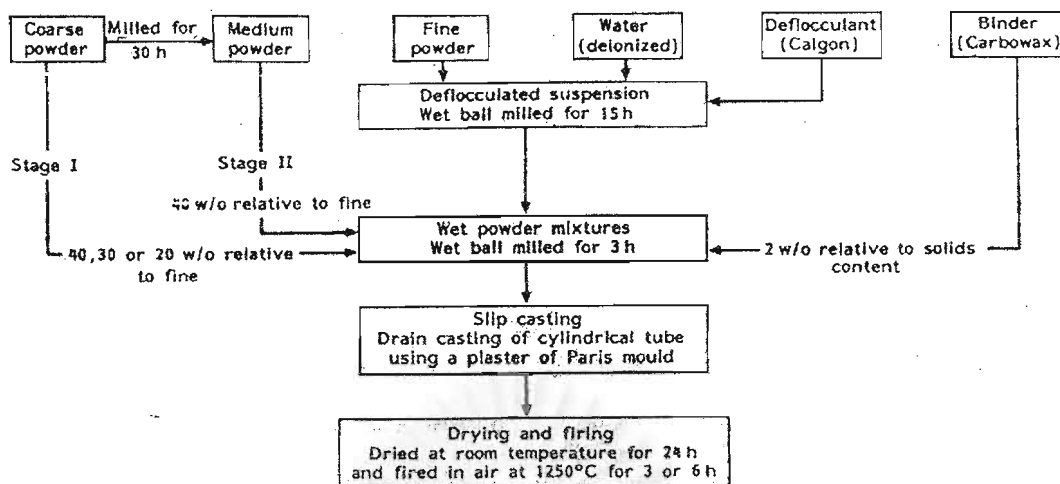 Coarse
powder
Milled for
30 h
Medium
powder
Fine
powder
Water
(deionized)
Deflocculant
(Calgon)
Binder
(Carbowax)
Deflocculated suspension
Wet ball milled for 15 h
Stage I
Stage II
40 w/o relative to fine
Wet powder mixtures
Wet ball milled for 3 h
40, 30 or 20 w/o relative
to fine
2 w/o relative to solids
content
Slip casting
Drain casting of cylindrical tube
using a plaster of Paris mould
Drying and firing
Dried at room temperature for 24 h
and fired in air at 1250°C for 3 or 6 h